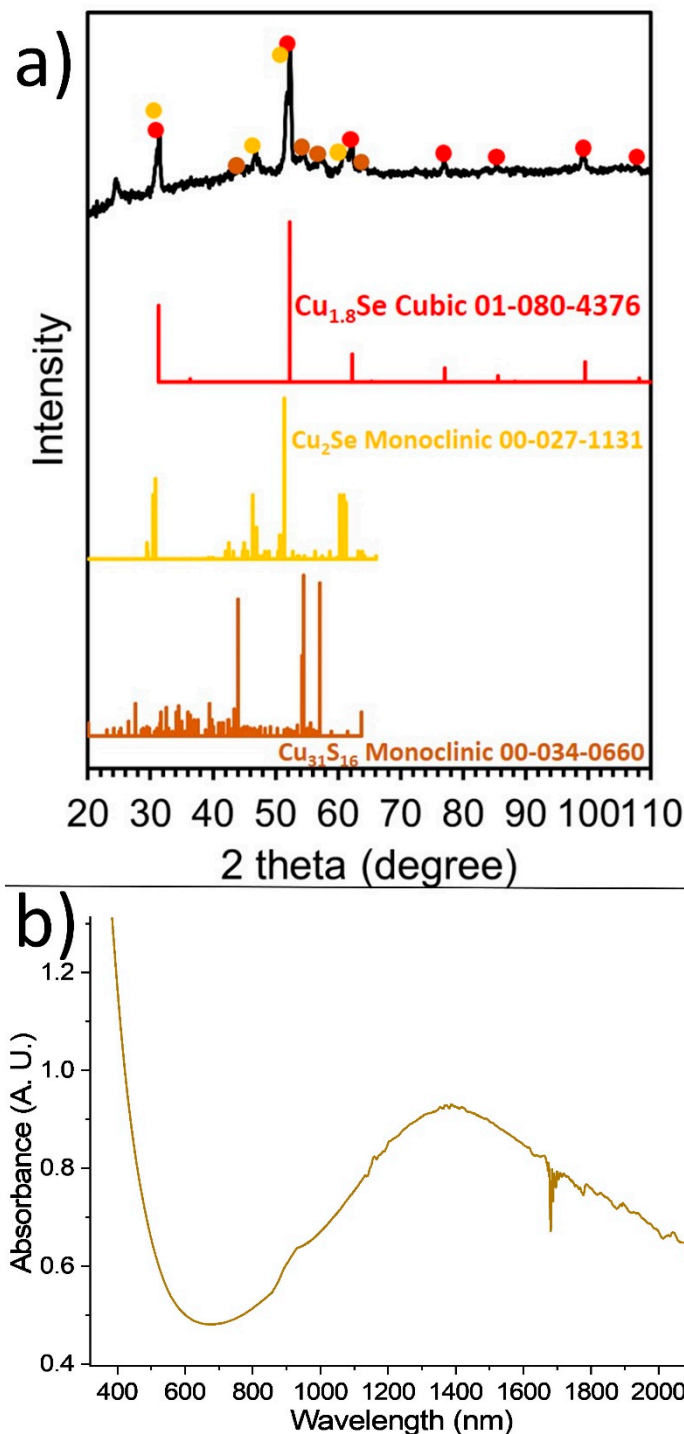 a)
Intensity
Cu₁.₈Se Cubic 01-080-4376
Cu₂Se Monoclinic 00-027-1131
Cu₃₁S₁₆ Monoclinic 00-034-0660
20 30 40 50 60 70 80 90 100 110
2 theta (degree)
b)
Absorbance (A. U.)
1.2
1.0
0.8
0.6
0.4
400 600 800 1000 1200 1400 1600 1800 2000
Wavelength (nm)